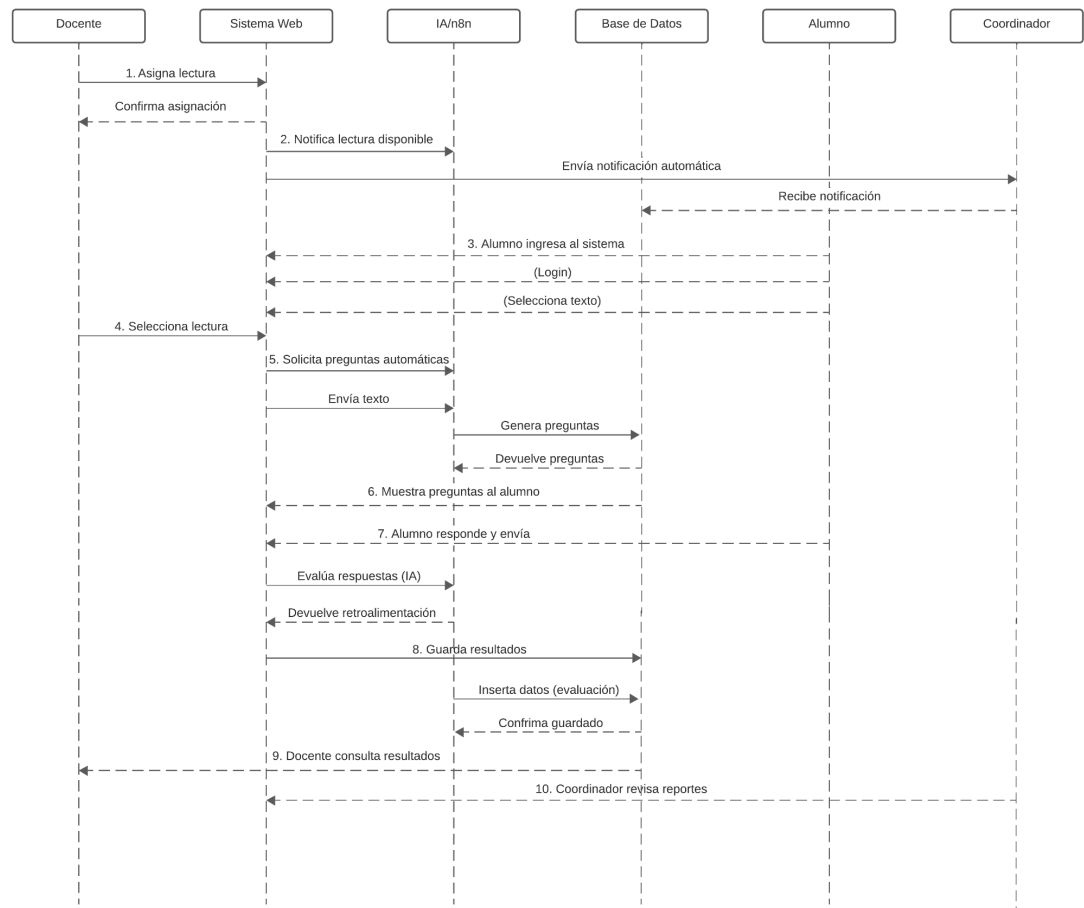 Docente
Sistema Web
IA/n8n
Base de Datos
Alumno
Coordinador
1. Asigna lectura
Confirma asignación
2. Notifica lectura disponible
Envía notificación automática
Recibe notificación
3. Alumno ingresa al sistema
(Login)
(Selecciona texto)
4. Selecciona lectura
5. Solicita preguntas automáticas
Envía texto
Genera preguntas
Devuelve preguntas
6. Muestra preguntas al alumno
7. Alumno responde y envía
Evalúa respuestas (IA)
Devuelve retroalimentación
8. Guarda resultados
Inserta datos (evaluación)
Confrima guardado
9. Docente consulta resultados
10. Coordinador revisa reportes